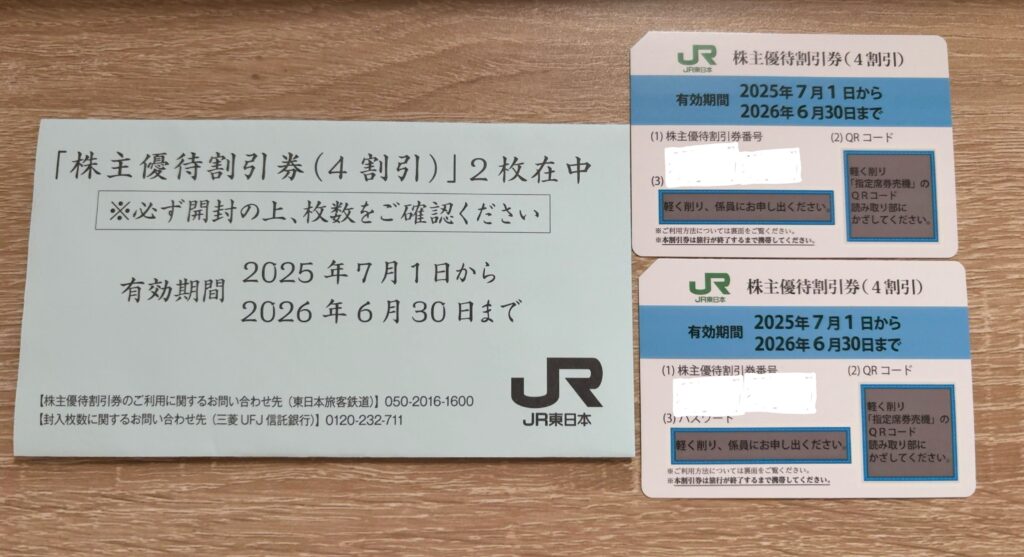 「株主優待割引券(4割引)」2枚在中
※必ず開封の上、枚数をご確認ください
有効期間 2025年7月1日から
2026年6月30日まで
【株主優待割引券のご利用に関するお問い合わせ先(東日本旅客鉄道)】050-2016-1600
【封入枚数に関するお問い合わせ先(三菱UFJ信託銀行)】0120-232-711
JR
JR東日本
JR
JR東日本
株主優待割引券(4割引)
有効期間 2025年7月1日から
2026年6月30日まで
(1) 株主優待割引券番号
(2) QRコード
(3)
軽く削り、係員にお申し出ください。
軽く削り
「指定席券売機」の
QRコード
読み取り部に
かざしてください。
※ご利用方法については裏面をご覧ください。
※本割引券は旅行が終了するまで携帯してください。
JR
JR東日本
株主優待割引券(4割引)
有効期間 2025年7月1日から
2026年6月30日まで
(1) 株主優待割引券番号
(2) QRコード
(3) パスワード
軽く削り、係員にお申し出ください。
軽く削り
「指定席券売機」の
QRコード
読み取り部に
かざしてください。
※ご利用方法については裏面をご覧ください。
※本割引券は旅行が終了するまで携帯してください。